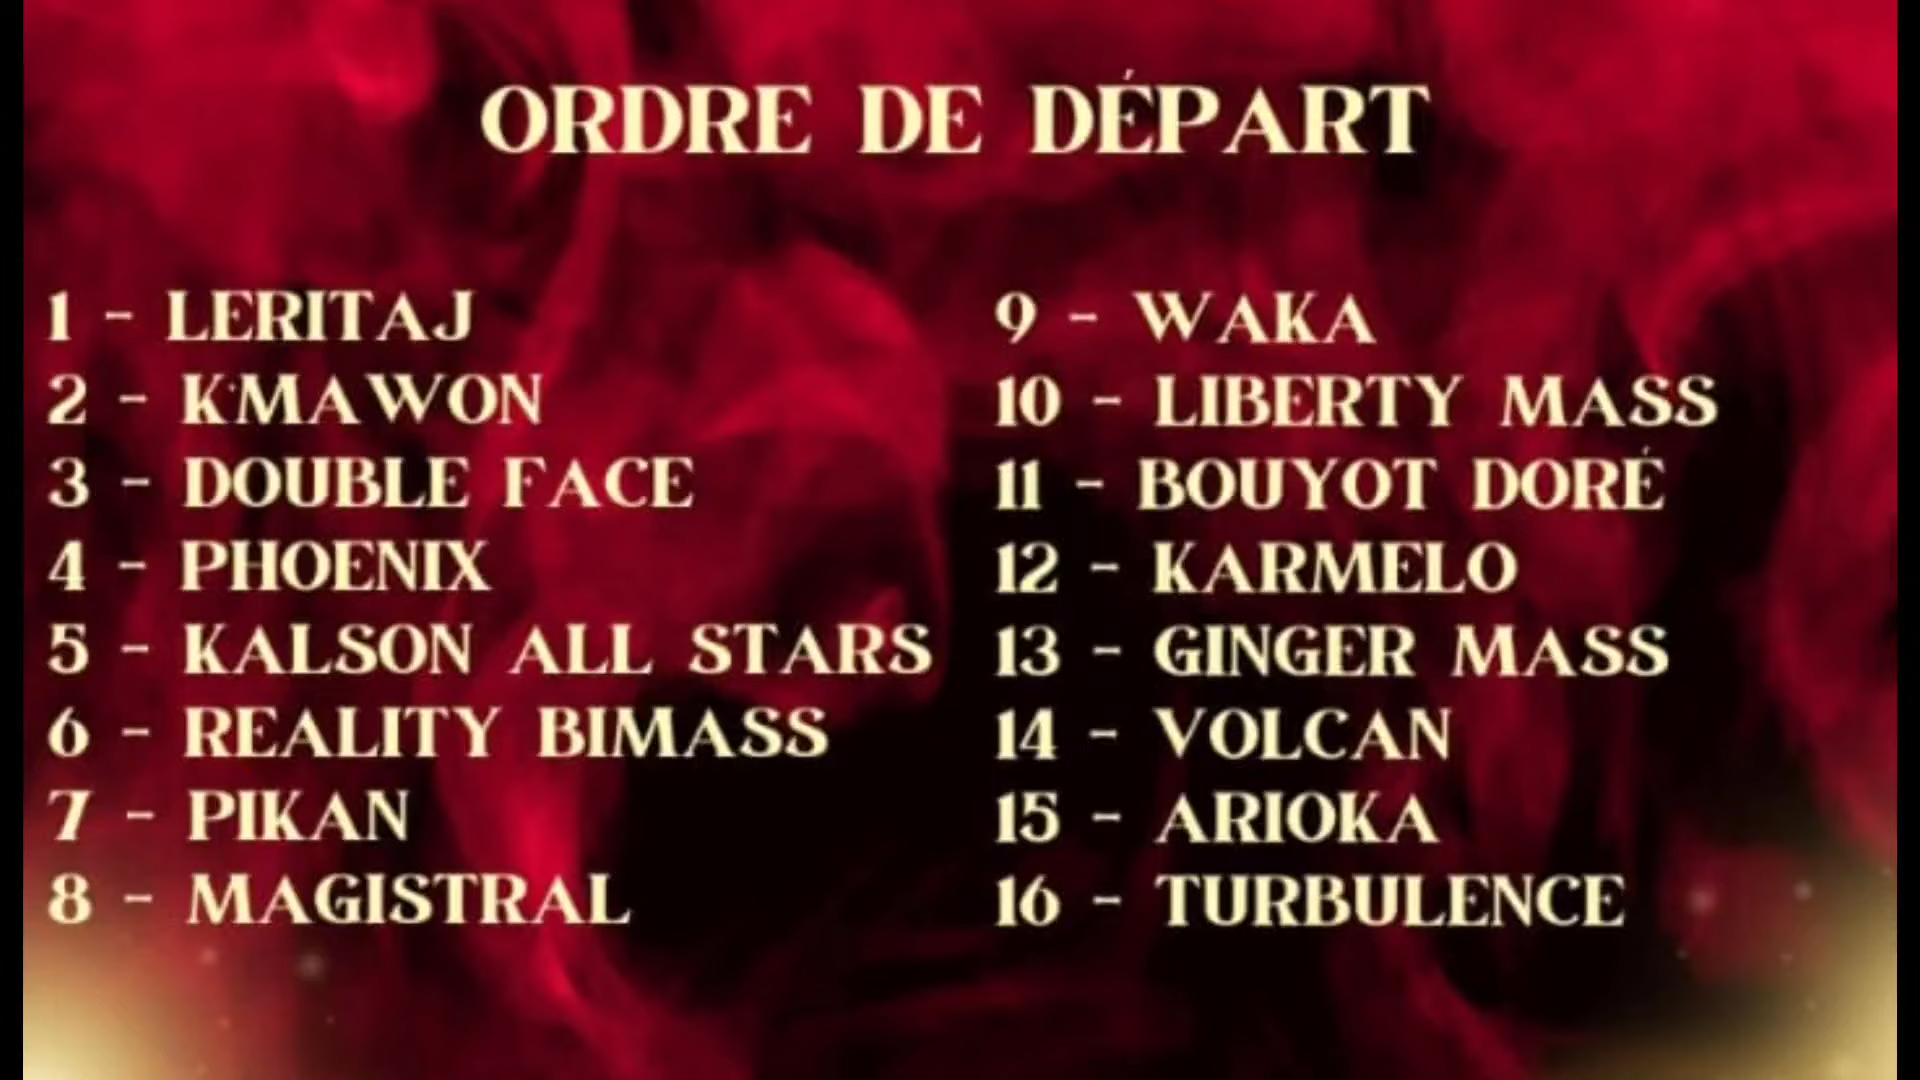 ORDRE DE DÉPART
1 - LERITAJ
2 - K'MAWON
3 - DOUBLE FACE
4 - PHOENIX
5 - KALSON ALL STARS
6 - REALITY BIMASS
7 - PIKAN
8 - MAGISTRAL
9 - WAKA
10 - LIBERTY MASS
11 - BOUYOT DORÉ
12 - KARMELO
13 - GINGER MASS
14 - VOLCAN
15 - ARIOKA
16 - TURBULENCE